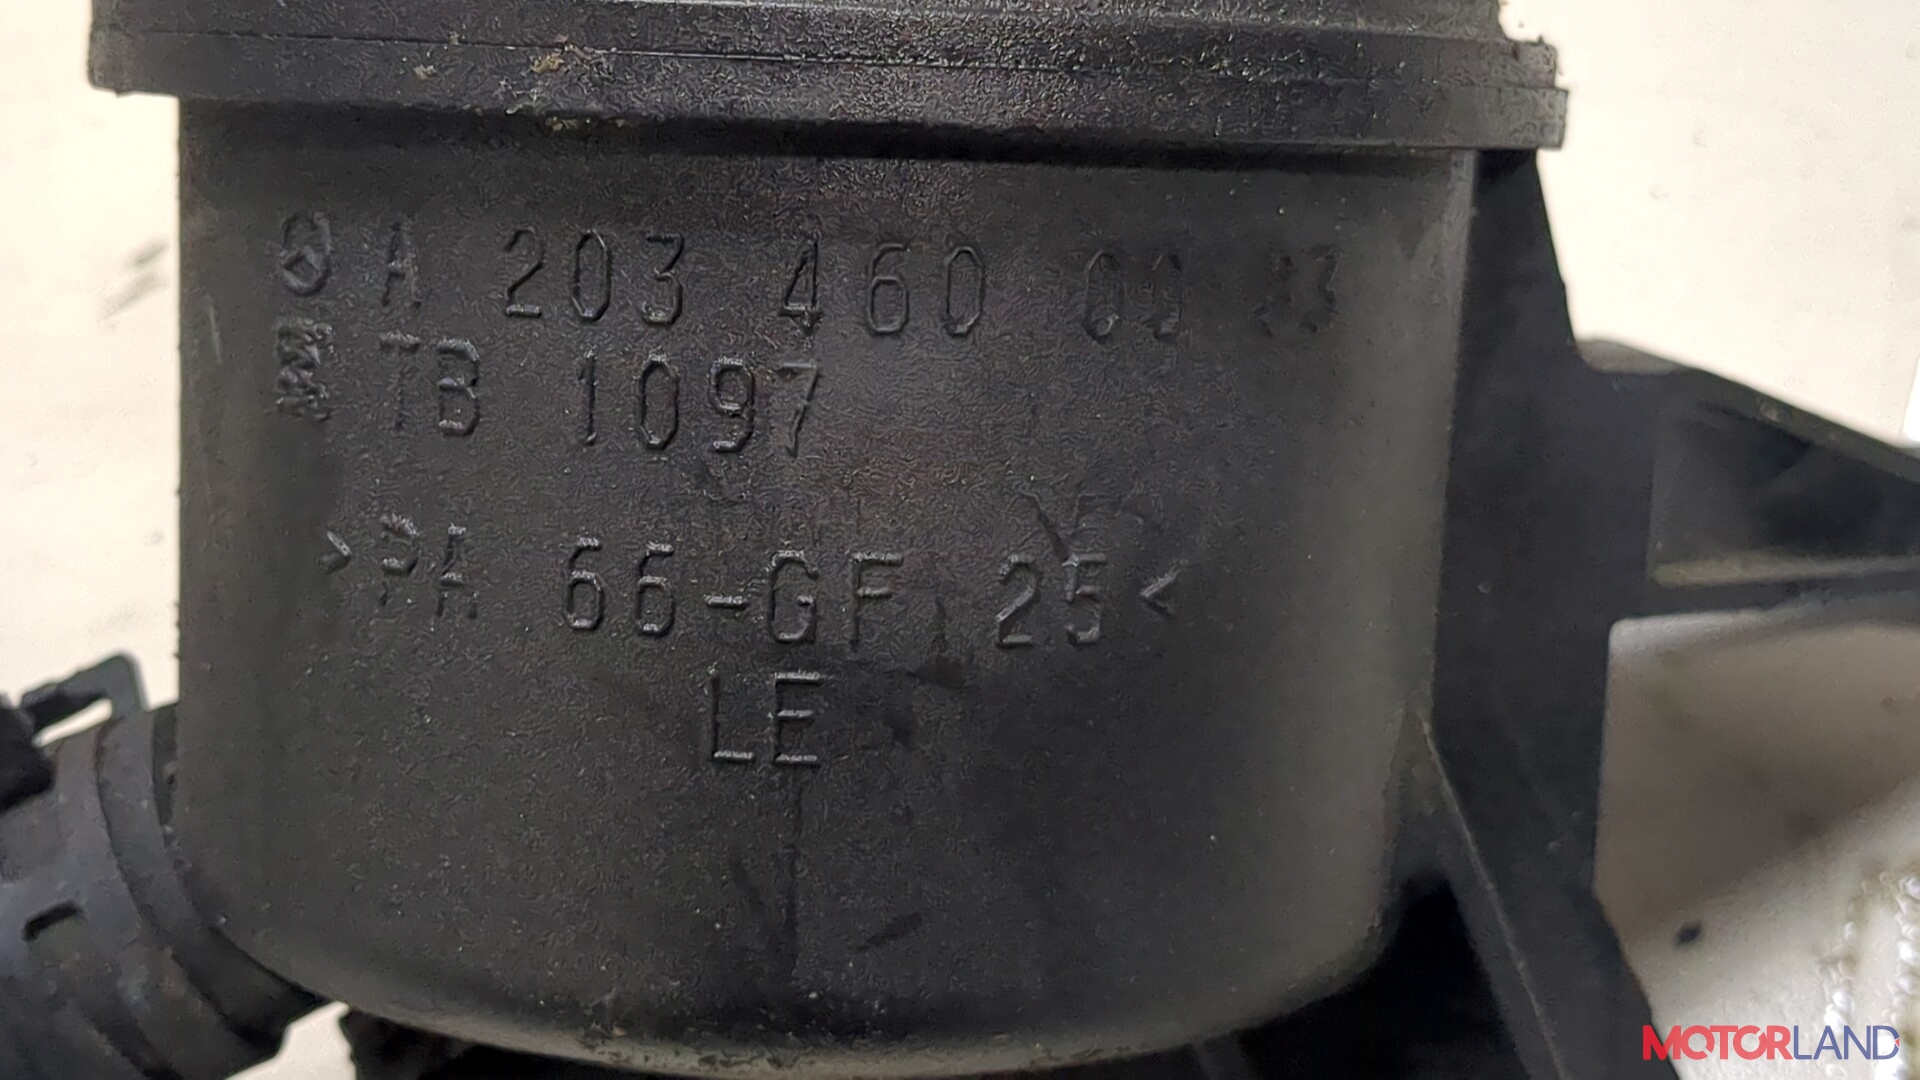 A 203 460 00 83
TB 1097
>PA 66-GF 25<
LE
MOTORLAND